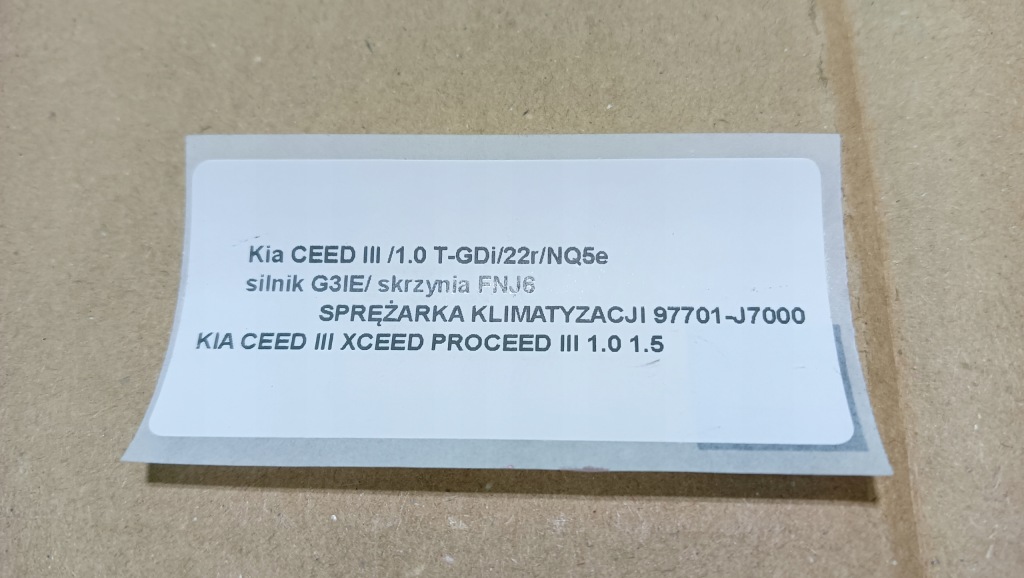 Kia CEED III /1.0 T-GDi/22r/NQ5e
silnik G3IE/ skrzynia FNJ6
SPRĘŻARKA KLIMATYZACJI 97701-J7000
KIA CEED III XCEED PROCEED III 1.0 1.5